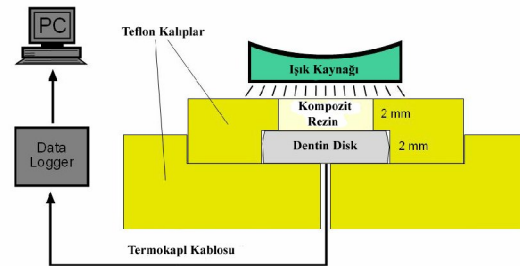 PC
Teflon Kalıplar
Işık Kaynağı
Kompozit
Rezin
2 mm
Data
Logger
Dentin Disk
2 mm
Termokapl Kablosu